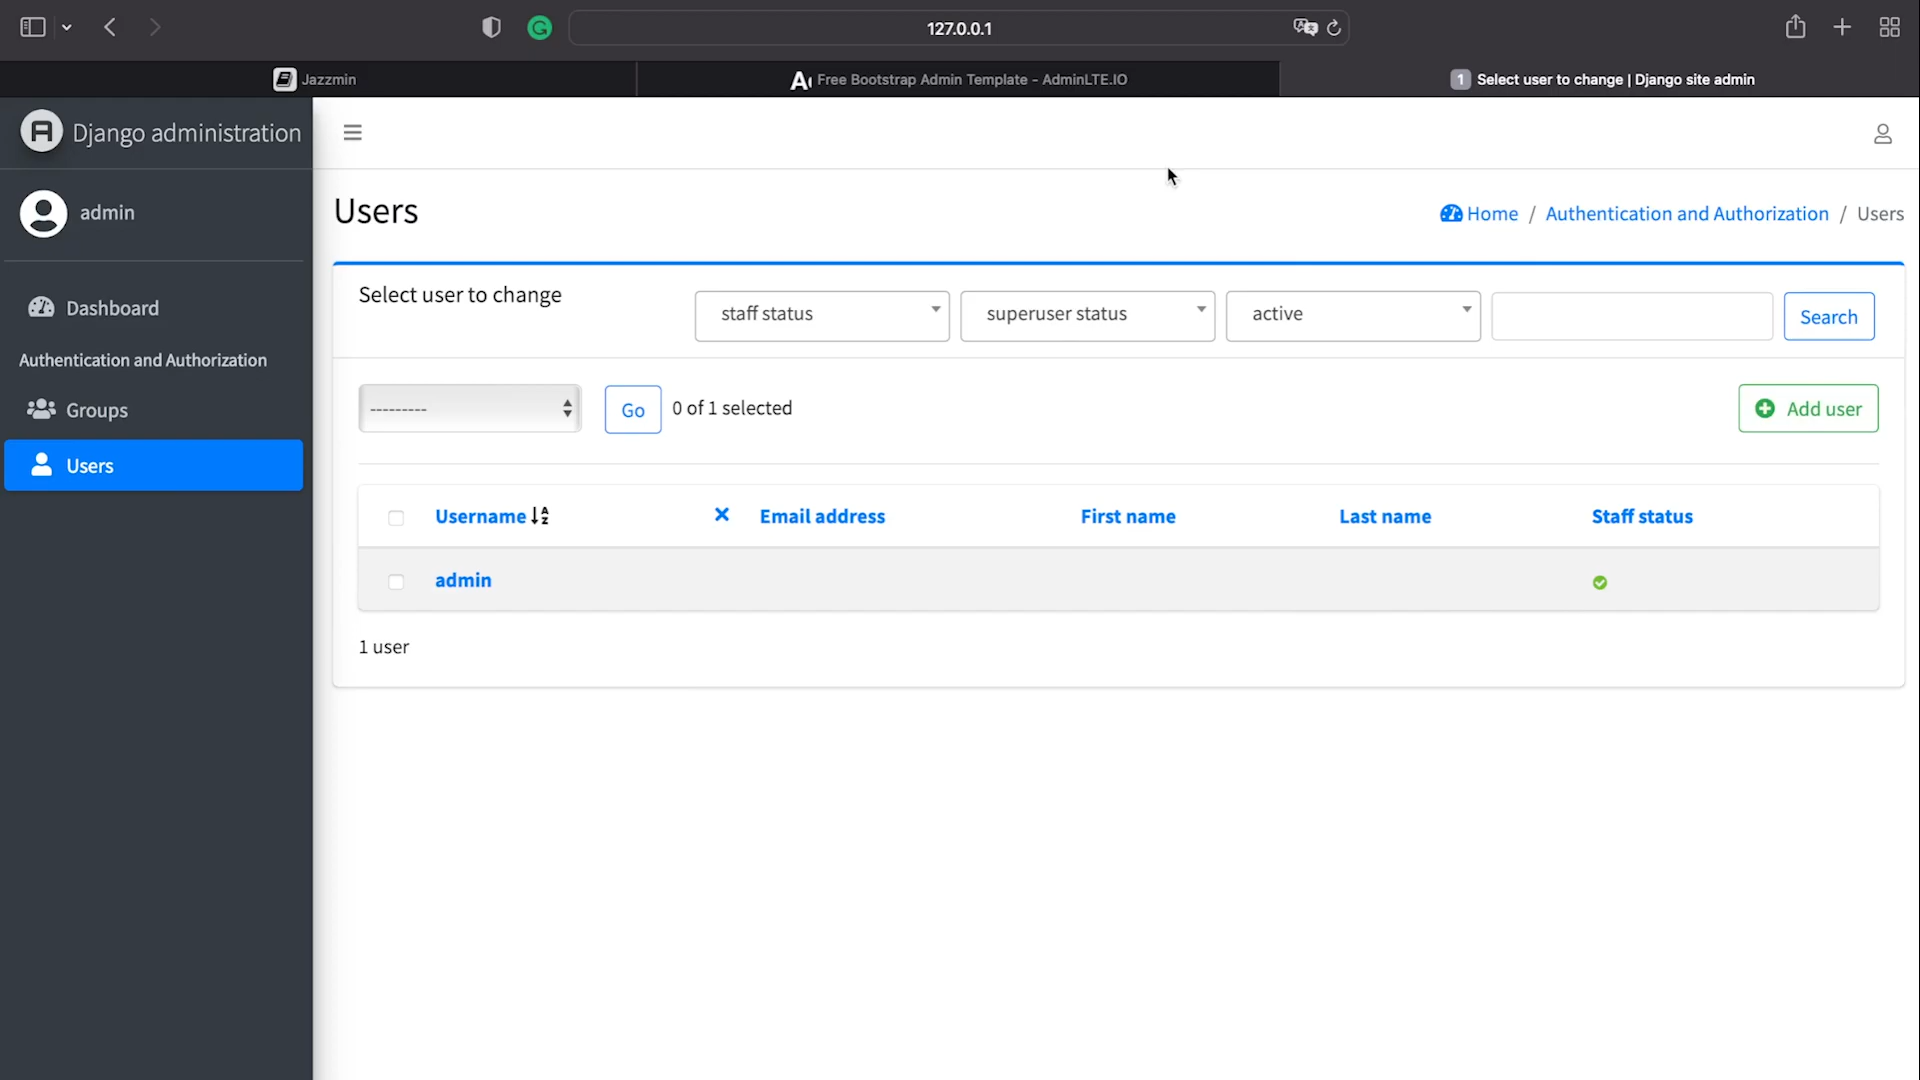 127.0.0.1
Jazzmin
Free Bootstrap Admin Template - AdminLTE.IO
1 Select user to change | Django site admin
Django administration
admin
Users
Home / Authentication and Authorization / Users
Dashboard
Authentication and Authorization
Groups
Users
Select user to change
staff status
superuser status
active
Search
---------
Go
0 of 1 selected
Add user
Username
Email address
First name
Last name
Staff status
admin
1 user